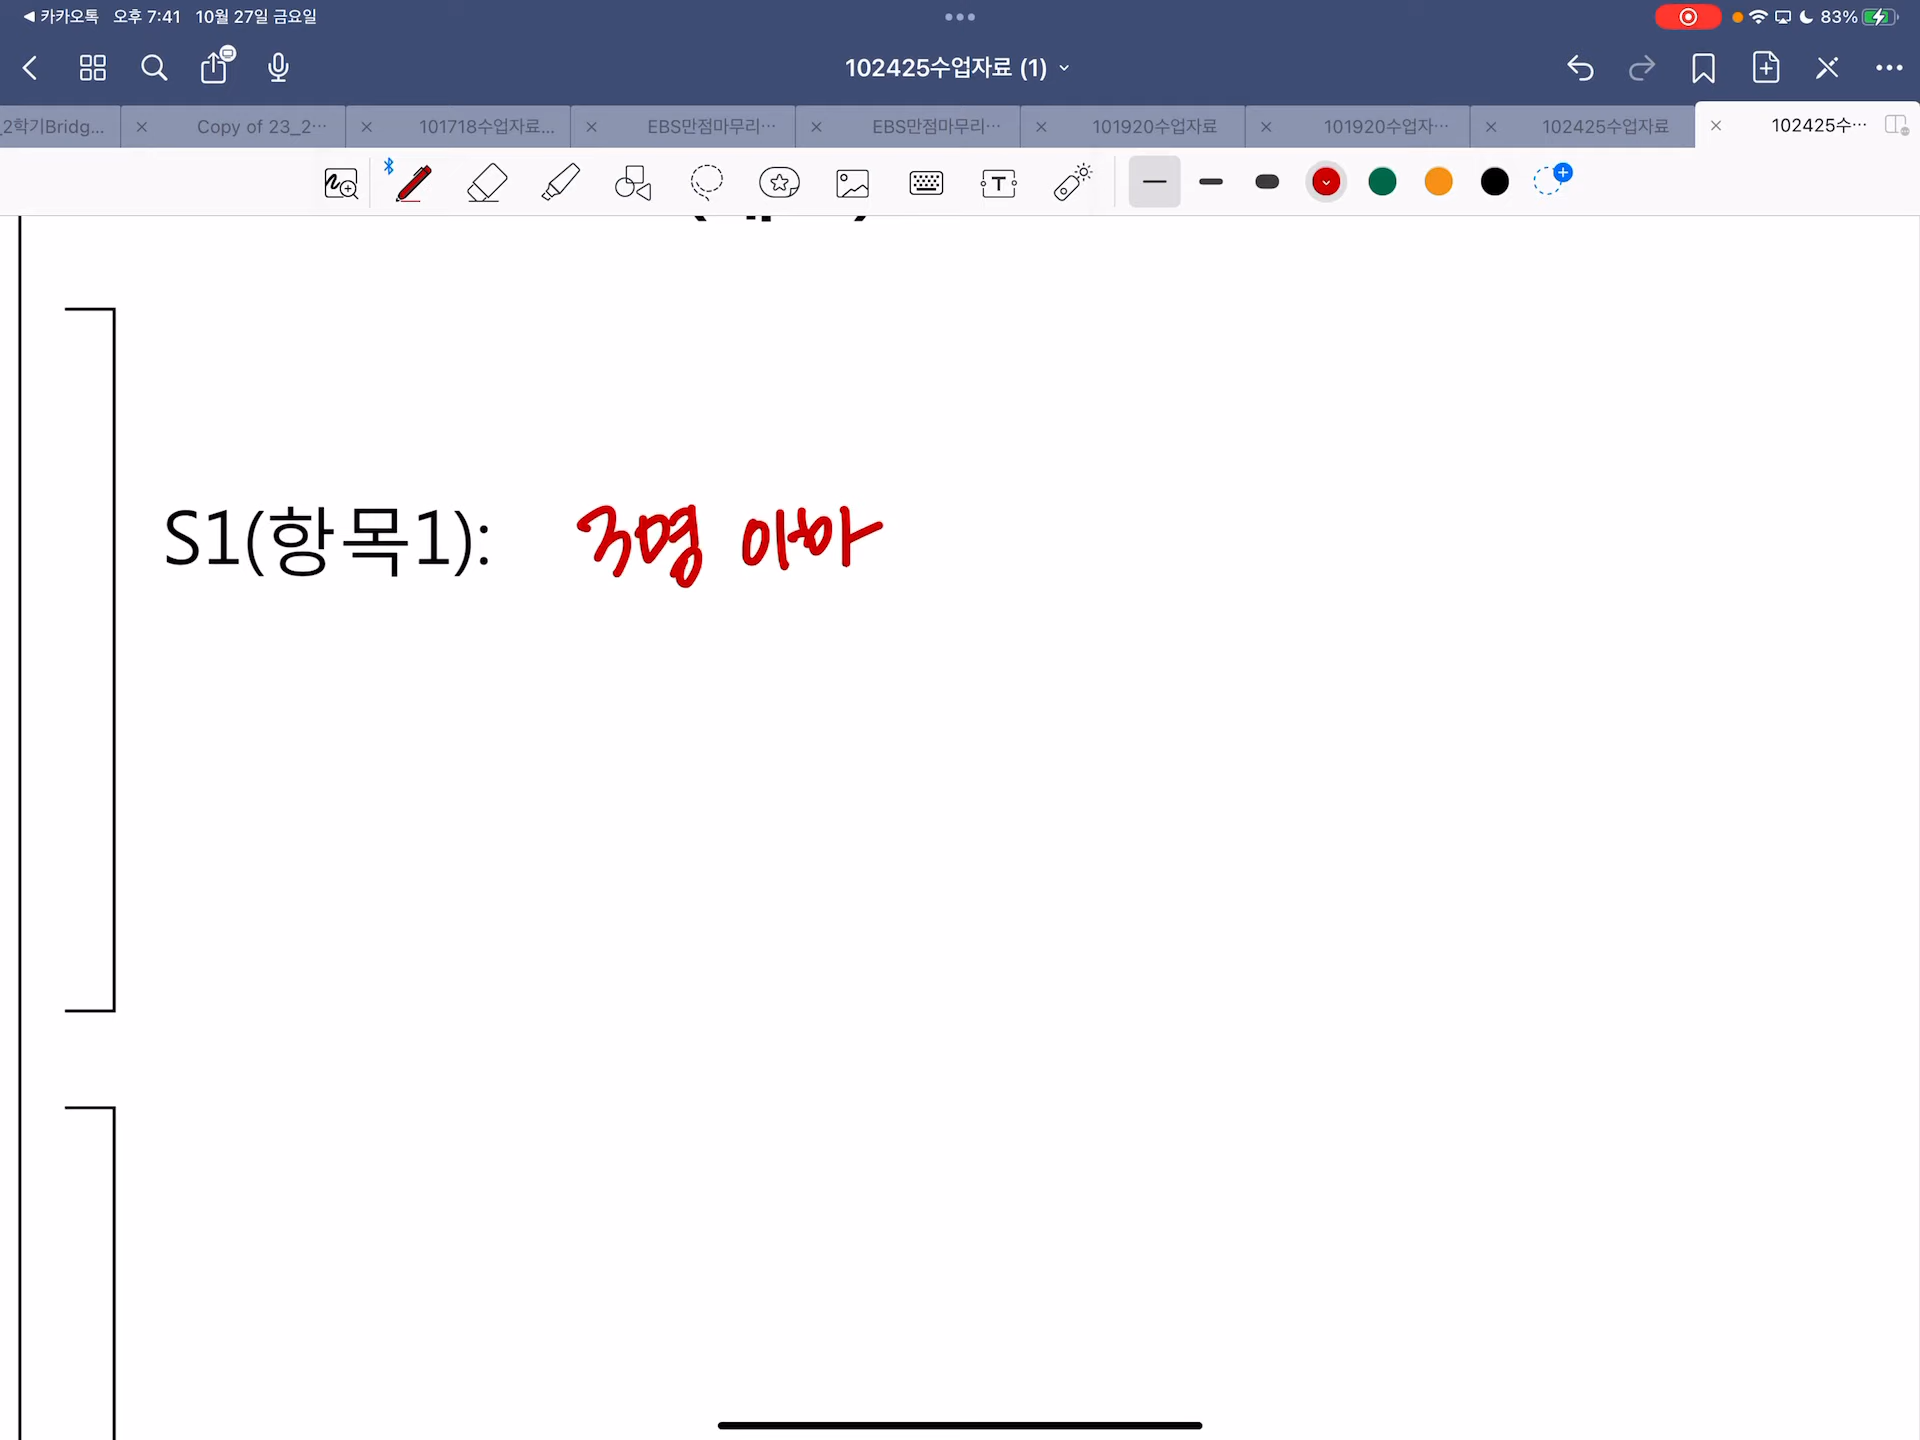 ◀ 카카오톡 오후 7:41 10월 27일 금요일 83%
102425수업자료 (1)
_2학기Bridg... Copy of 23_2... 101718수업자료... EBS만점마무리... EBS만점마무리... 101920수업자료 101920수업자... 102425수업자료 102425수...
T
S1(항목1): 3명 이하